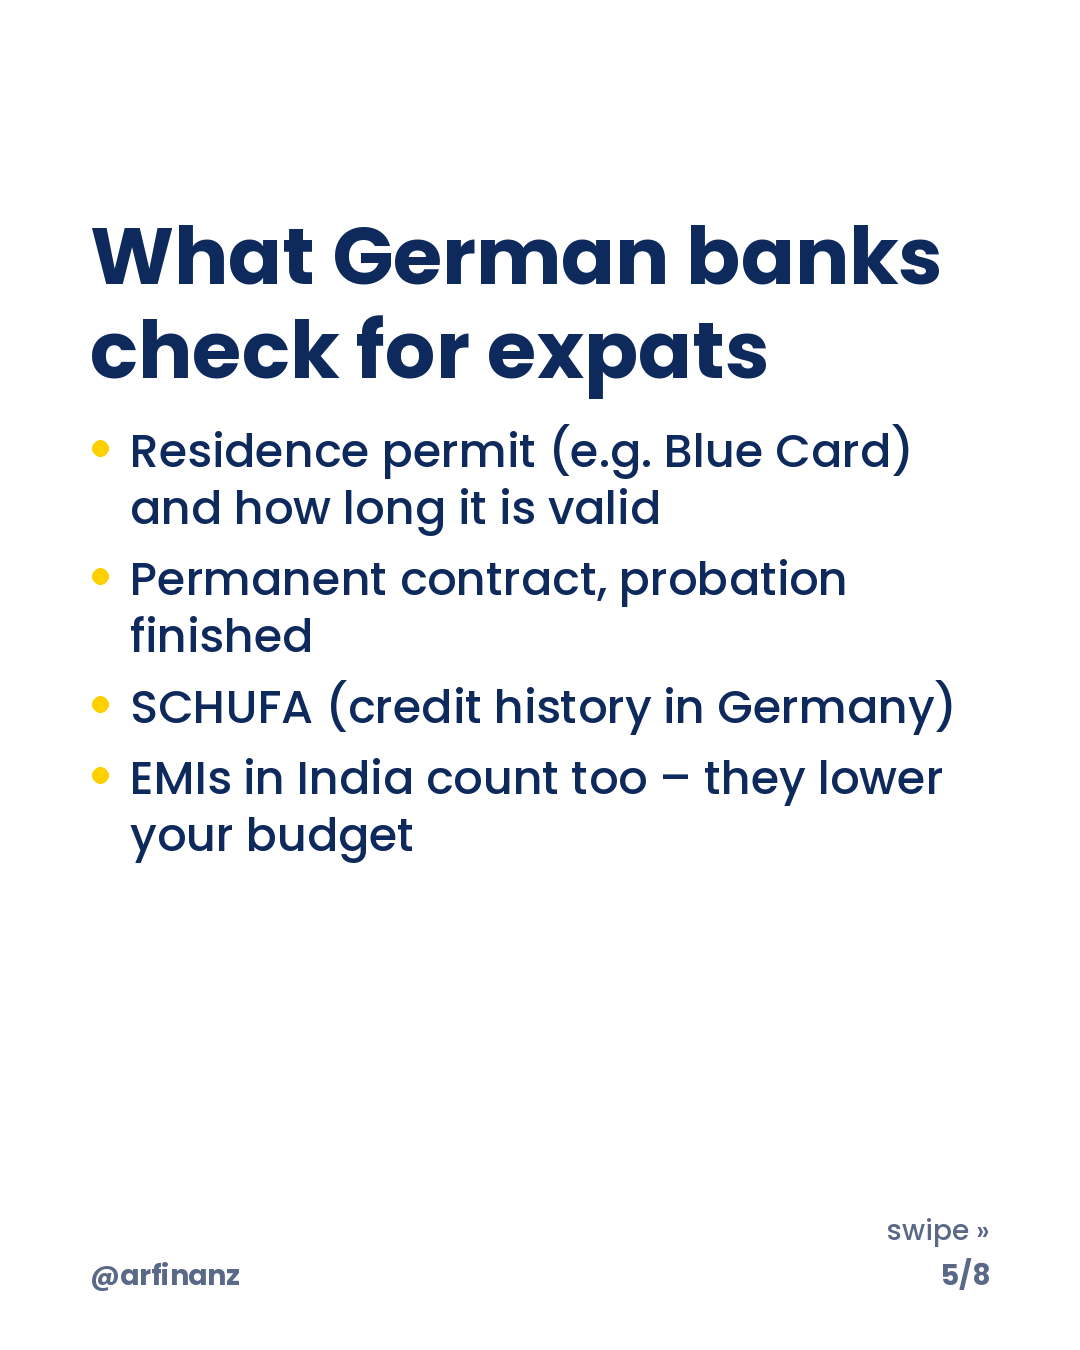 What German banks
check for expats
• Residence permit (e.g. Blue Card)
and how long it is valid
• Permanent contract, probation
finished
• SCHUFA (credit history in Germany)
• EMIs in India count too – they lower
your budget
swipe »
@arfinanz
5/8